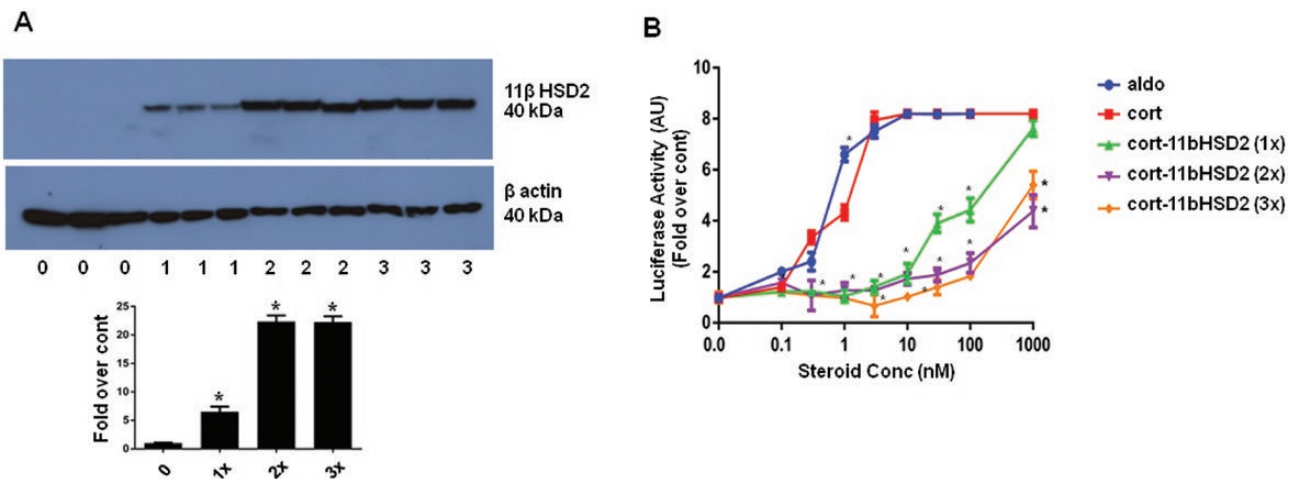 A
11β HSD2
40 kDa
β actin
40 kDa
0 0 0 1 1 1 2 2 2 3 3 3
25
20
15
10
5
0
Fold over cont
*
*
*
0 1x 2x 3x
B
10
8
6
4
2
0
Luciferase Activity (AU)
(Fold over cont)
* * * * * * * * * * * *
0.0 0.1 1 10 100 1000
Steroid Conc (nM)
aldo
cort
cort-11bHSD2 (1x)
cort-11bHSD2 (2x)
cort-11bHSD2 (3x)